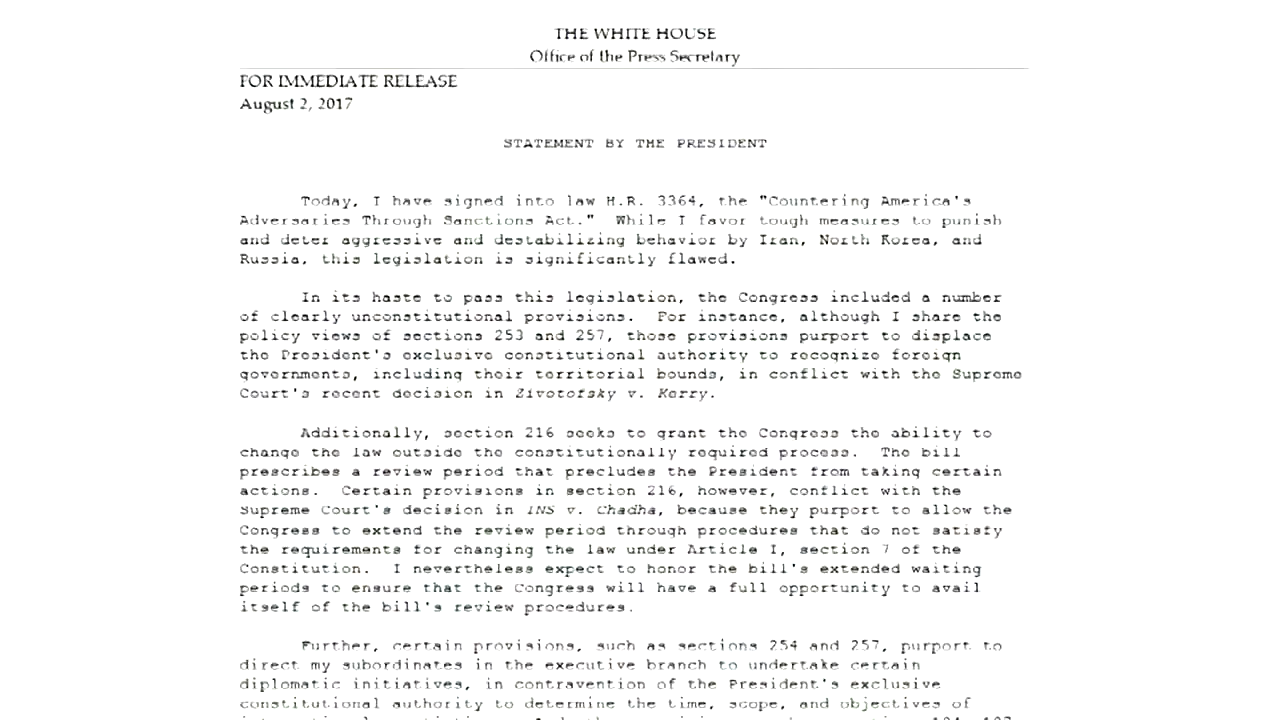 THE WHITE HOUSE
Office of the Press Secretary
FOR IMMEDIATE RELEASE
August 2, 2017
STATEMENT BY THE PRESIDENT
Today, I have signed into law H.R. 3364, the "Countering America's
Adversaries Through Sanctions Act."  While I favor tough measures to punish
and deter aggressive and destabilizing behavior by Iran, North Korea, and
Russia, this legislation is significantly flawed.
In its haste to pass this legislation, the Congress included a number
of clearly unconstitutional provisions.  For instance, although I share the
policy views of sections 253 and 257, those provisions purport to displace
the President's exclusive constitutional authority to recognize foreign
governments, including their territorial bounds, in conflict with the Supreme
Court's recent decision in Zivotofsky v. Kerry.
Additionally, section 216 seeks to grant the Congress the ability to
change the law outside the constitutionally required process.  The bill
prescribes a review period that precludes the President from taking certain
actions.  Certain provisions in section 216, however, conflict with the
Supreme Court's decision in INS v. Chadha, because they purport to allow the
Congress to extend the review period through procedures that do not satisfy
the requirements for changing the law under Article I, section 7 of the
Constitution.  I nevertheless expect to honor the bill's extended waiting
periods to ensure that the Congress will have a full opportunity to avail
itself of the bill's review procedures.
Further, certain provisions, such as sections 254 and 257, purport to
direct my subordinates in the executive branch to undertake certain
diplomatic initiatives, in contravention of the President's exclusive
constitutional authority to determine the time, scope, and objectives of